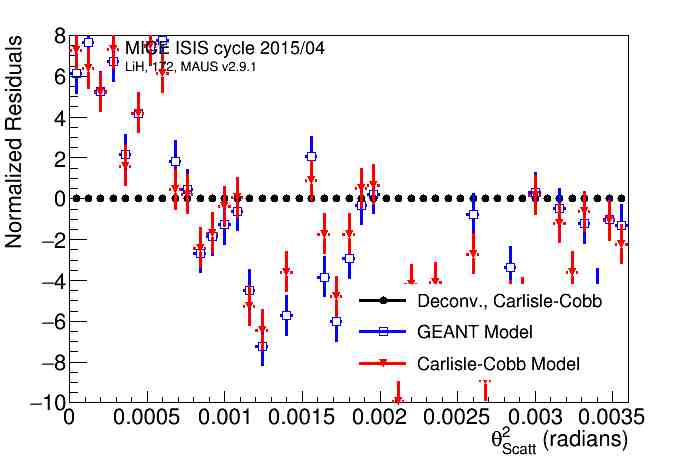 MICE ISIS cycle 2015/04
LiH, 172, MAUS v2.9.1
Normalized Residuals
8
6
4
2
0
−2
−4
−6
−8
−10
Deconv., Carlisle-Cobb
GEANT Model
Carlisle-Cobb Model
0 0.0005 0.001 0.0015 0.002 0.0025 0.003 0.0035
θ²Scatt (radians)